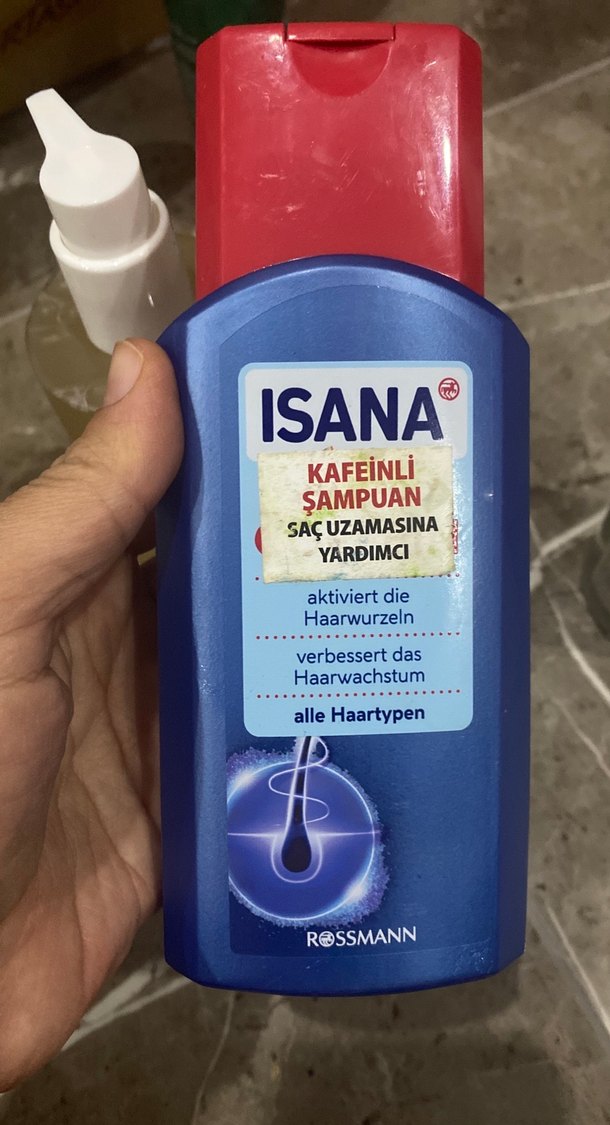 ISANA
KAFEİNLİ
ŞAMPUAN
SAÇ UZAMASINA
YARDIMCI
aktiviert die
Haarwurzeln
verbessert das
Haarwachstum
alle Haartypen
ROSSMANN